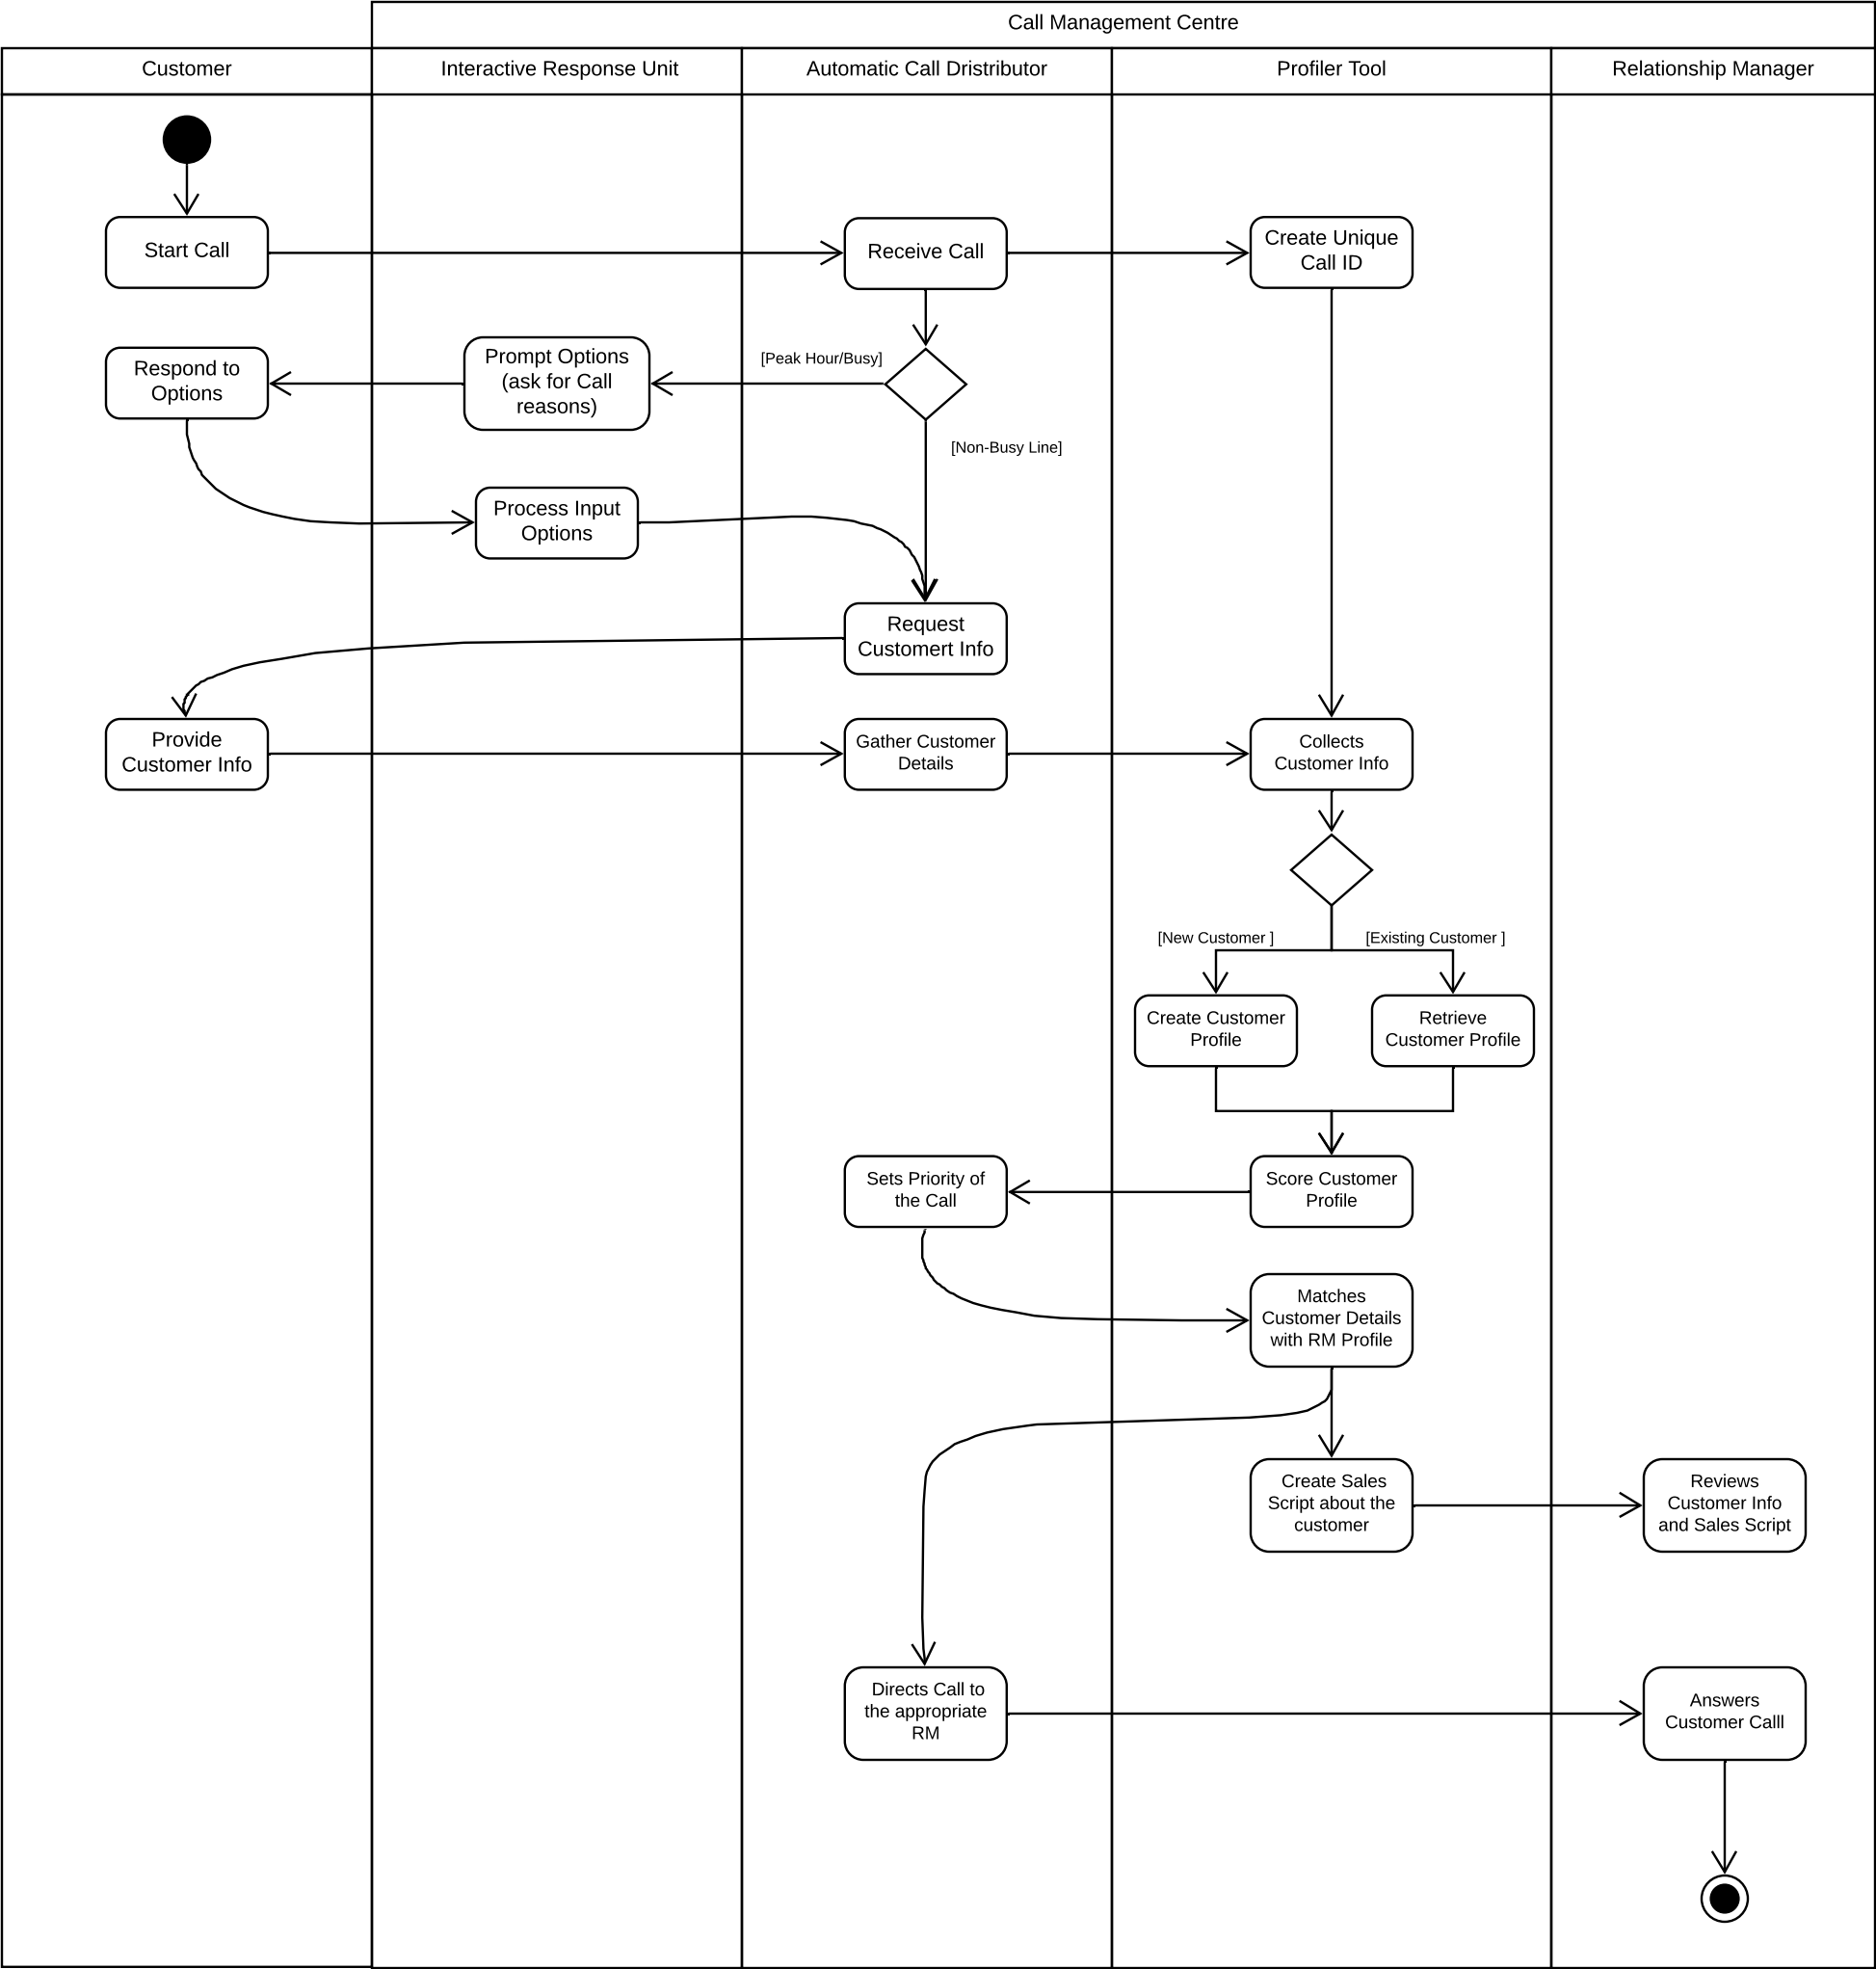 Call Management Centre
Customer
Interactive Response Unit
Automatic Call Dristributor
Profiler Tool
Relationship Manager
Start Call
Receive Call
Create Unique
Call ID
Respond to
Options
Prompt Options
(ask for Call
reasons)
[Peak Hour/Busy]
[Non-Busy Line]
Process Input
Options
Request
Customert Info
Provide
Customer Info
Gather Customer
Details
Collects
Customer Info
[New Customer ]
[Existing Customer ]
Create Customer
Profile
Retrieve
Customer Profile
Sets Priority of
the Call
Score Customer
Profile
Matches
Customer Details
with RM Profile
Create Sales
Script about the
customer
Reviews
Customer Info
and Sales Script
Directs Call to
the appropriate
RM
Answers
Customer Calll